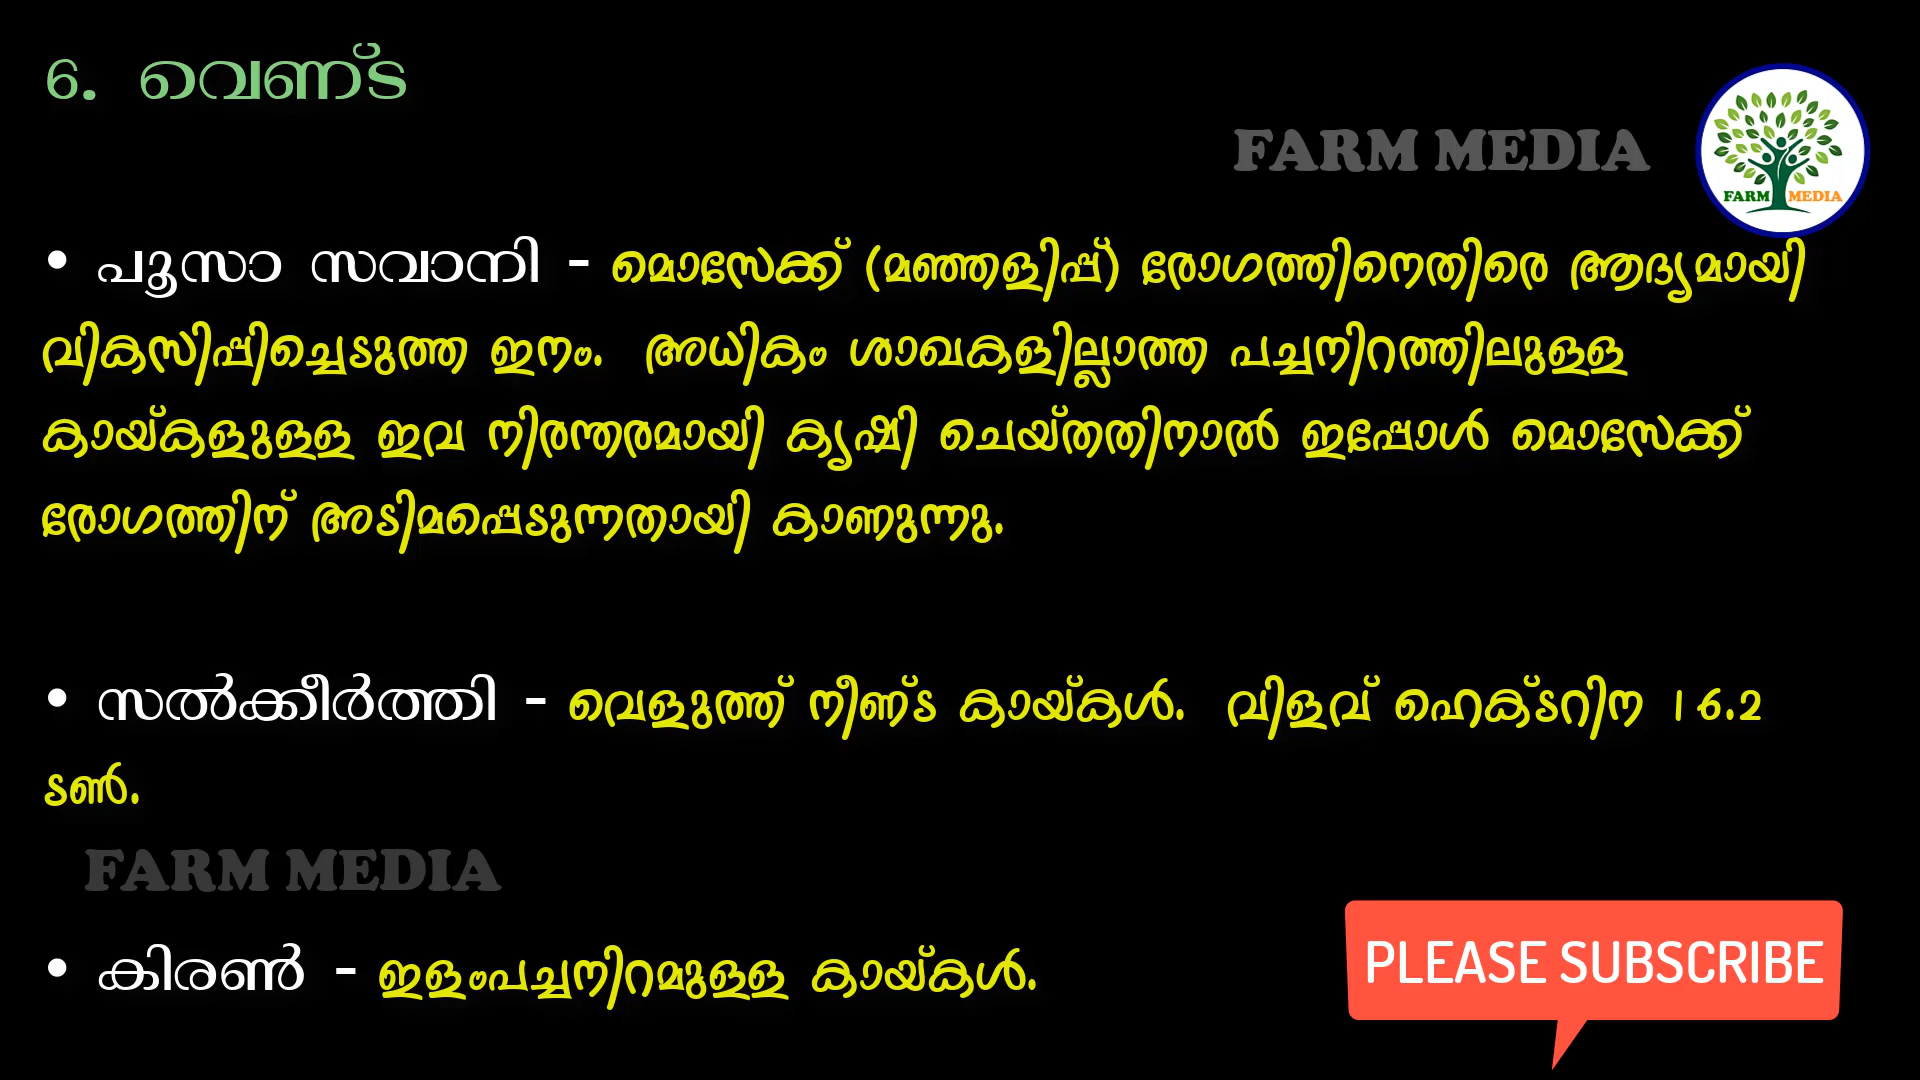 6. വെണ്ട
FARM MEDIA
FARM MEDIA
• പൂസാ സവാനി - മൊസേക്ക് (മഞ്ഞളിപ്പ്) രോഗത്തിനെതിരെ ആദ്യമായി
വികസിപ്പിച്ചെടുത്ത ഇനം. അധികം ശാഖകളില്ലാത്ത പച്ചനിറത്തിലുള്ള
കായ്കളുള്ള ഇവ നിരന്തരമായി കൃഷി ചെയ്തതിനാൽ ഇപ്പോൾ മൊസേക്ക്
രോഗത്തിന് അടിമപ്പെടുന്നതായി കാണുന്നു.
• സൽക്കീർത്തി - വെളുത്ത് നീണ്ട കായ്കൾ. വിളവ് ഹെക്ടറിന 16.2
ടൺ.
FARM MEDIA
• കിരൺ - ഇളംപച്ചനിറമുള്ള കായ്കൾ.
PLEASE SUBSCRIBE